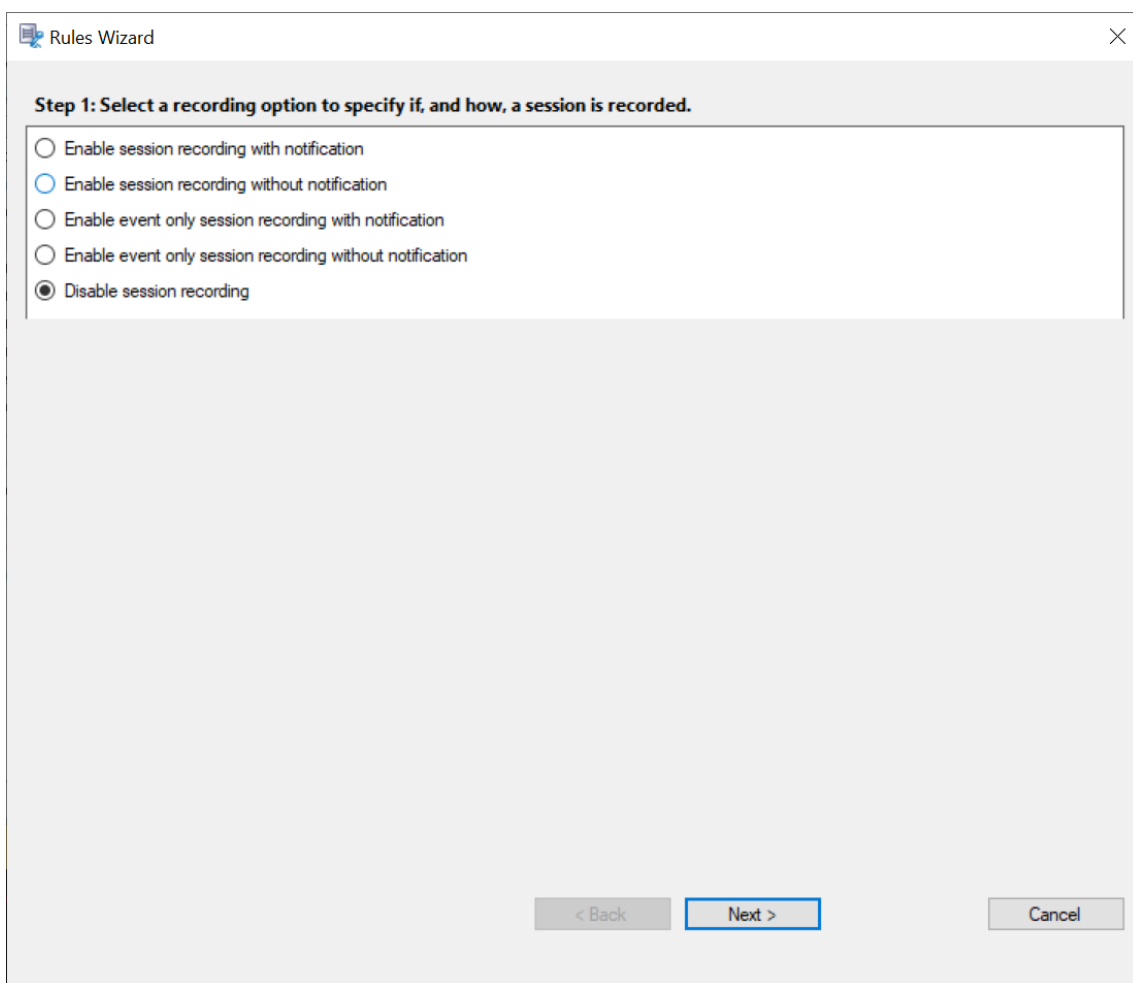 Rules Wizard
Step 1: Select a recording option to specify if, and how, a session is recorded.
Enable session recording with notification
Enable session recording without notification
Enable event only session recording with notification
Enable event only session recording without notification
Disable session recording
< Back
Next >
Cancel